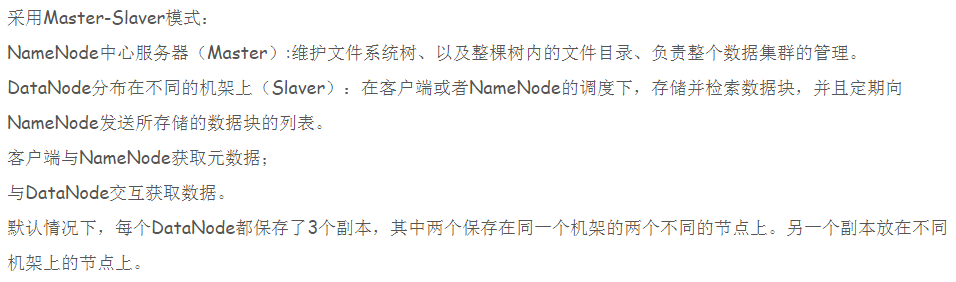 采用Master-Slaver模式：
NameNode中心服务器（Master）:维护文件系统树、以及整棵树内的文件目录、负责整个数据集群的管理。
DataNode分布在不同的机架上（Slaver）：在客户端或者NameNode的调度下，存储并检索数据块，并且定期向
NameNode发送所存储的数据块的列表。
客户端与NameNode获取元数据；
与DataNode交互获取数据。
默认情况下，每个DataNode都保存了3个副本，其中两个保存在同一个机架的两个不同的节点上。另一个副本放在不同
机架上的节点上。